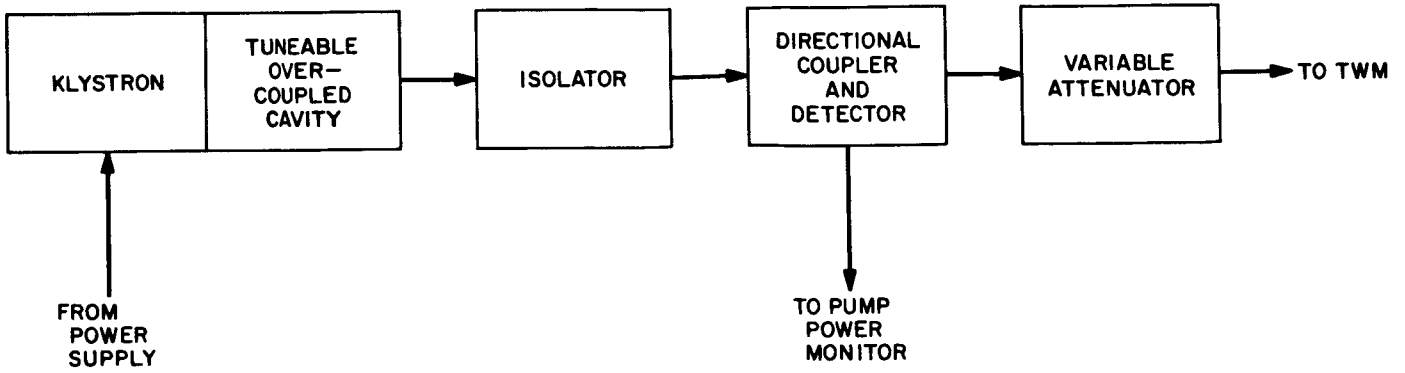 KLYSTRON
TUNEABLE
OVER-
COUPLED
CAVITY
ISOLATOR
DIRECTIONAL
COUPLER
AND
DETECTOR
VARIABLE
ATTENUATOR
TO TWM
FROM
POWER
SUPPLY
TO PUMP
POWER
MONITOR